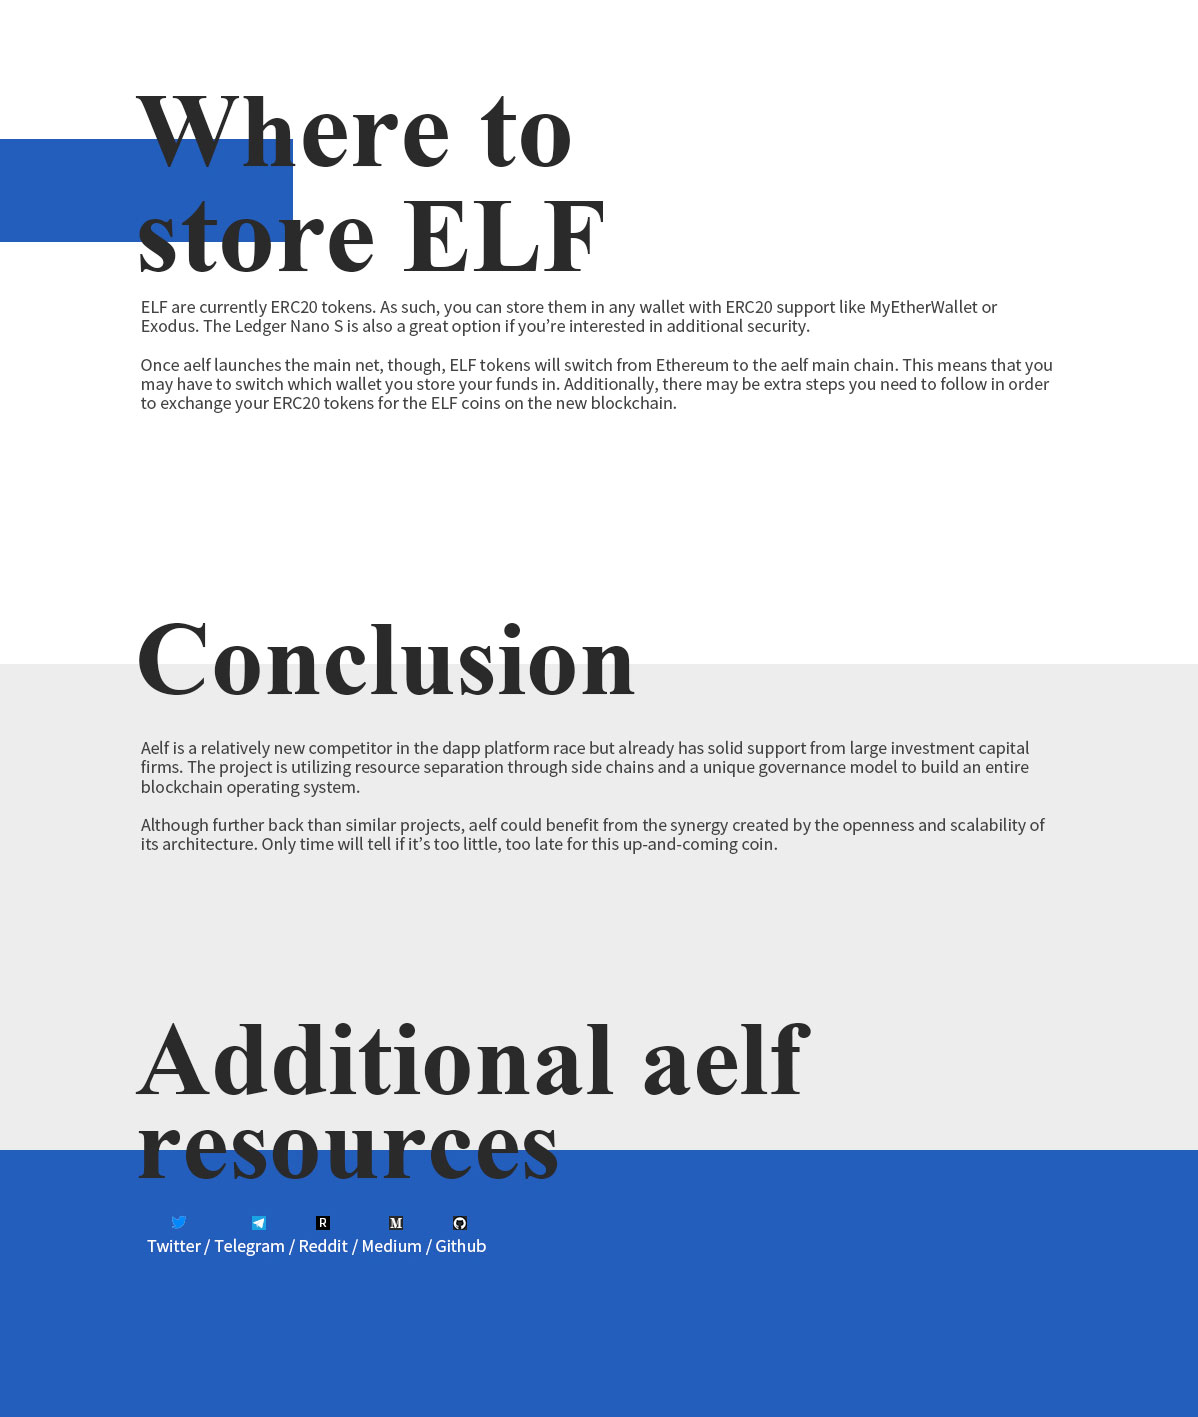 Where to
store ELF
ELF are currently ERC20 tokens. As such, you can store them in any wallet with ERC20 support like MyEtherWallet or
Exodus. The Ledger Nano S is also a great option if you’re interested in additional security.
Once aelf launches the main net, though, ELF tokens will switch from Ethereum to the aelf main chain. This means that you
may have to switch which wallet you store your funds in. Additionally, there may be extra steps you need to follow in order
to exchange your ERC20 tokens for the ELF coins on the new blockchain.
Conclusion
Aelf is a relatively new competitor in the dapp platform race but already has solid support from large investment capital
firms. The project is utilizing resource separation through side chains and a unique governance model to build an entire
blockchain operating system.
Although further back than similar projects, aelf could benefit from the synergy created by the openness and scalability of
its architecture. Only time will tell if it’s too little, too late for this up-and-coming coin.
Additional aelf
resources
R M
Twitter / Telegram / Reddit / Medium / Github